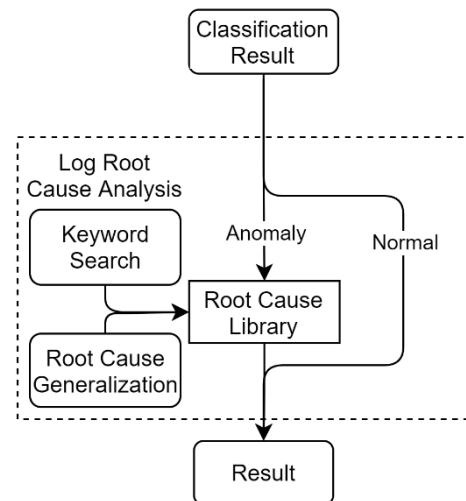 Classification
Result
Log Root
Cause Analysis
Keyword
Search
Anomaly
Normal
Root Cause
Library
Root Cause
Generalization
Result